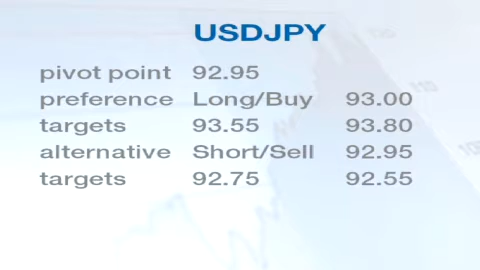 USDJPY
pivot point 92.95
preference Long/Buy 93.00
targets 93.55 93.80
alternative Short/Sell 92.95
targets 92.75 92.55